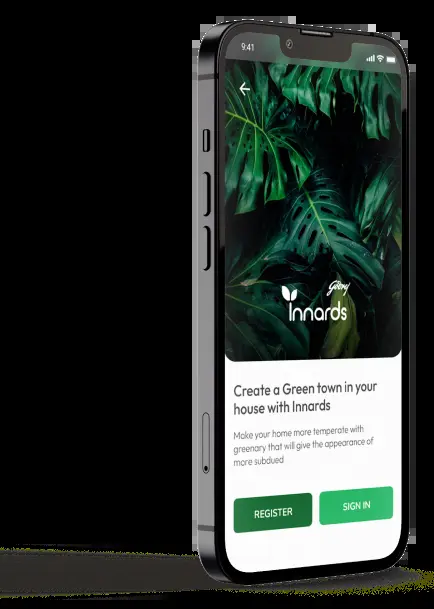 9:41
Godrej
Innards
Create a Green town in your
house with Innards
Make your home more temperate with
greenary that will give the appearance of
more subdued
REGISTER
SIGN IN